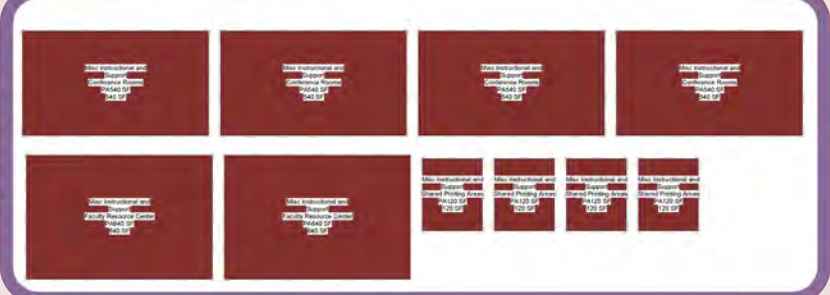 Misc Instructional and
Support
Conference Rooms
PA540 SF
540 SF
Misc Instructional and
Support
Conference Rooms
PA540 SF
540 SF
Misc Instructional and
Support
Conference Rooms
PA540 SF
540 SF
Misc Instructional and
Support
Conference Rooms
PA540 SF
540 SF
Misc Instructional and
Support
Faculty Resource Center
PA640 SF
640 SF
Misc Instructional and
Support
Faculty Resource Center
PA640 SF
640 SF
Misc Instructional and
Support
Shared Printing Areas
PA120 SF
120 SF
Misc Instructional and
Support
Shared Printing Areas
PA120 SF
120 SF
Misc Instructional and
Support
Shared Printing Areas
PA120 SF
120 SF
Misc Instructional and
Support
Shared Printing Areas
PA120 SF
120 SF